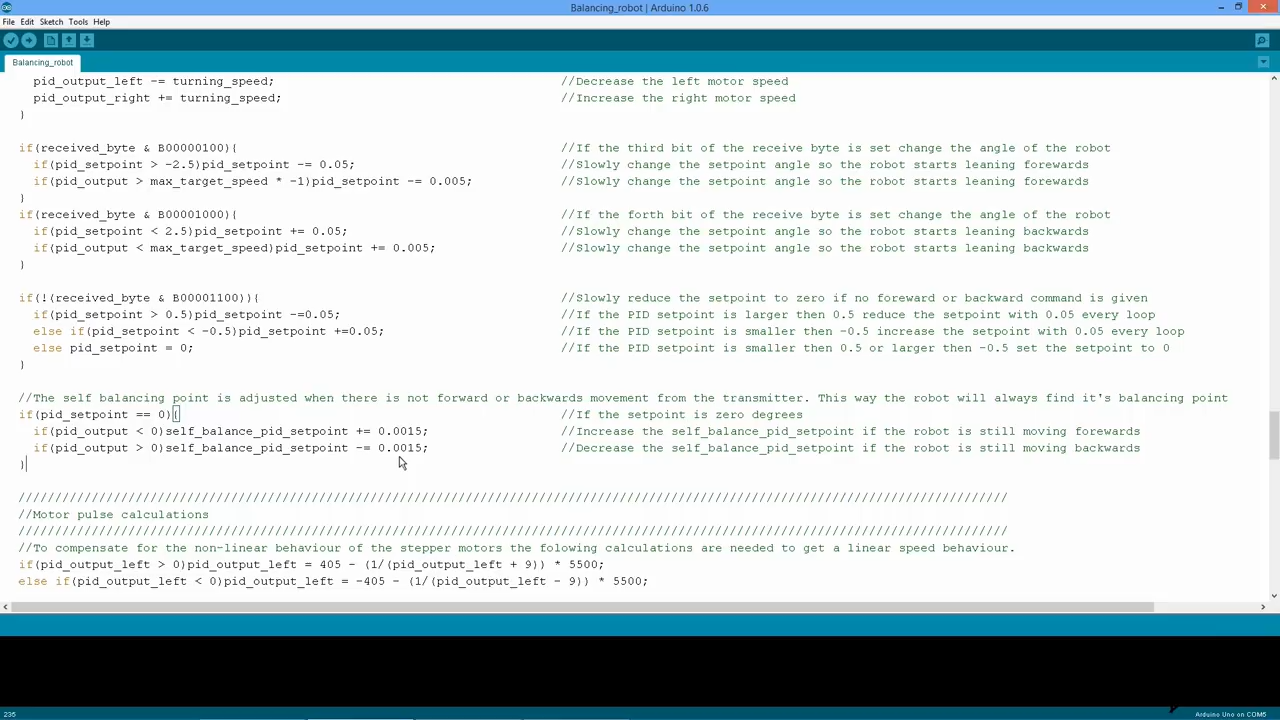 Balancing_robot | Arduino 1.0.6
File Edit Sketch Tools Help
Balancing_robot
pid_output_left -= turning_speed; //Decrease the left motor speed
pid_output_right += turning_speed; //Increase the right motor speed
}
if(received_byte & B00000100){ //If the third bit of the receive byte is set change the angle of the robot
if(pid_setpoint > -2.5)pid_setpoint -= 0.05; //Slowly change the setpoint angle so the robot starts leaning forewards
if(pid_output > max_target_speed * -1)pid_setpoint -= 0.005; //Slowly change the setpoint angle so the robot starts leaning forewards
}
if(received_byte & B00001000){ //If the forth bit of the receive byte is set change the angle of the robot
if(pid_setpoint < 2.5)pid_setpoint += 0.05; //Slowly change the setpoint angle so the robot starts leaning backwards
if(pid_output < max_target_speed)pid_setpoint += 0.005; //Slowly change the setpoint angle so the robot starts leaning backwards
}
if(!(received_byte & B00001100)){ //Slowly reduce the setpoint to zero if no foreward or backward command is given
if(pid_setpoint > 0.5)pid_setpoint -=0.05; //If the PID setpoint is larger then 0.5 reduce the setpoint with 0.05 every loop
else if(pid_setpoint < -0.5)pid_setpoint +=0.05; //If the PID setpoint is smaller then -0.5 increase the setpoint with 0.05 every loop
else pid_setpoint = 0; //If the PID setpoint is smaller then 0.5 or larger then -0.5 set the setpoint to 0
}
//The self balancing point is adjusted when there is not forward or backwards movement from the transmitter. This way the robot will always find it's balancing point
if(pid_setpoint == 0){ //If the setpoint is zero degrees
if(pid_output < 0)self_balance_pid_setpoint += 0.0015; //Increase the self_balance_pid_setpoint if the robot is still moving forewards
if(pid_output > 0)self_balance_pid_setpoint -= 0.0015; //Decrease the self_balance_pid_setpoint if the robot is still moving backwards
}
///////////////////////////////////////////////////////////////////////////////////////////////////////////////////////////////////////
//Motor pulse calculations
///////////////////////////////////////////////////////////////////////////////////////////////////////////////////////////////////////
//To compensate for the non-linear behaviour of the stepper motors the folowing calculations are needed to get a linear speed behaviour.
if(pid_output_left > 0)pid_output_left = 405 - (1/(pid_output_left + 9)) * 5500;
else if(pid_output_left < 0)pid_output_left = -405 - (1/(pid_output_left - 9)) * 5500;
235 Arduino Uno on COM5